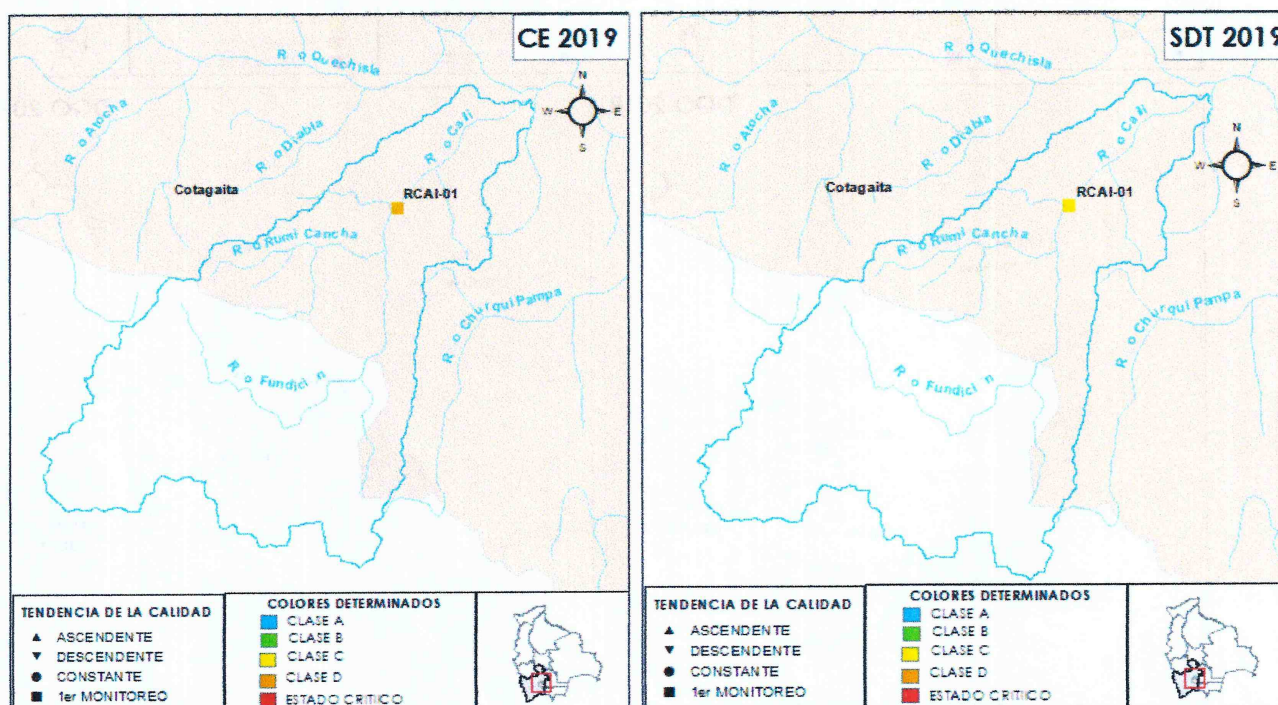 CE 2019
R o Quechisla
N
W
E
S
R o Atocha
R o Diabla
R o Caiti
Cotagaita
RCAI-01
R o Rumi Cancha
R o Churqui Pampa
R o Fundici n
TENDENCIA DE LA CALIDAD
▲ ASCENDENTE
▼ DESCENDENTE
● CONSTANTE
■ 1er MONITOREO
COLORES DETERMINADOS
CLASE A
CLASE B
CLASE C
CLASE D
ESTADO CRITICO
SDT 2019
R o Quechisla
N
W
E
S
R o Atocha
R o Diabla
Cotagaita
RCAI-01
R o Rumi Cancha
R o Churqui Pampa
R o Fundici n
TENDENCIA DE LA CALIDAD
▲ ASCENDENTE
▼ DESCENDENTE
● CONSTANTE
■ 1er MONITOREO
COLORES DETERMINADOS
CLASE A
CLASE B
CLASE C
CLASE D
ESTADO CRITICO